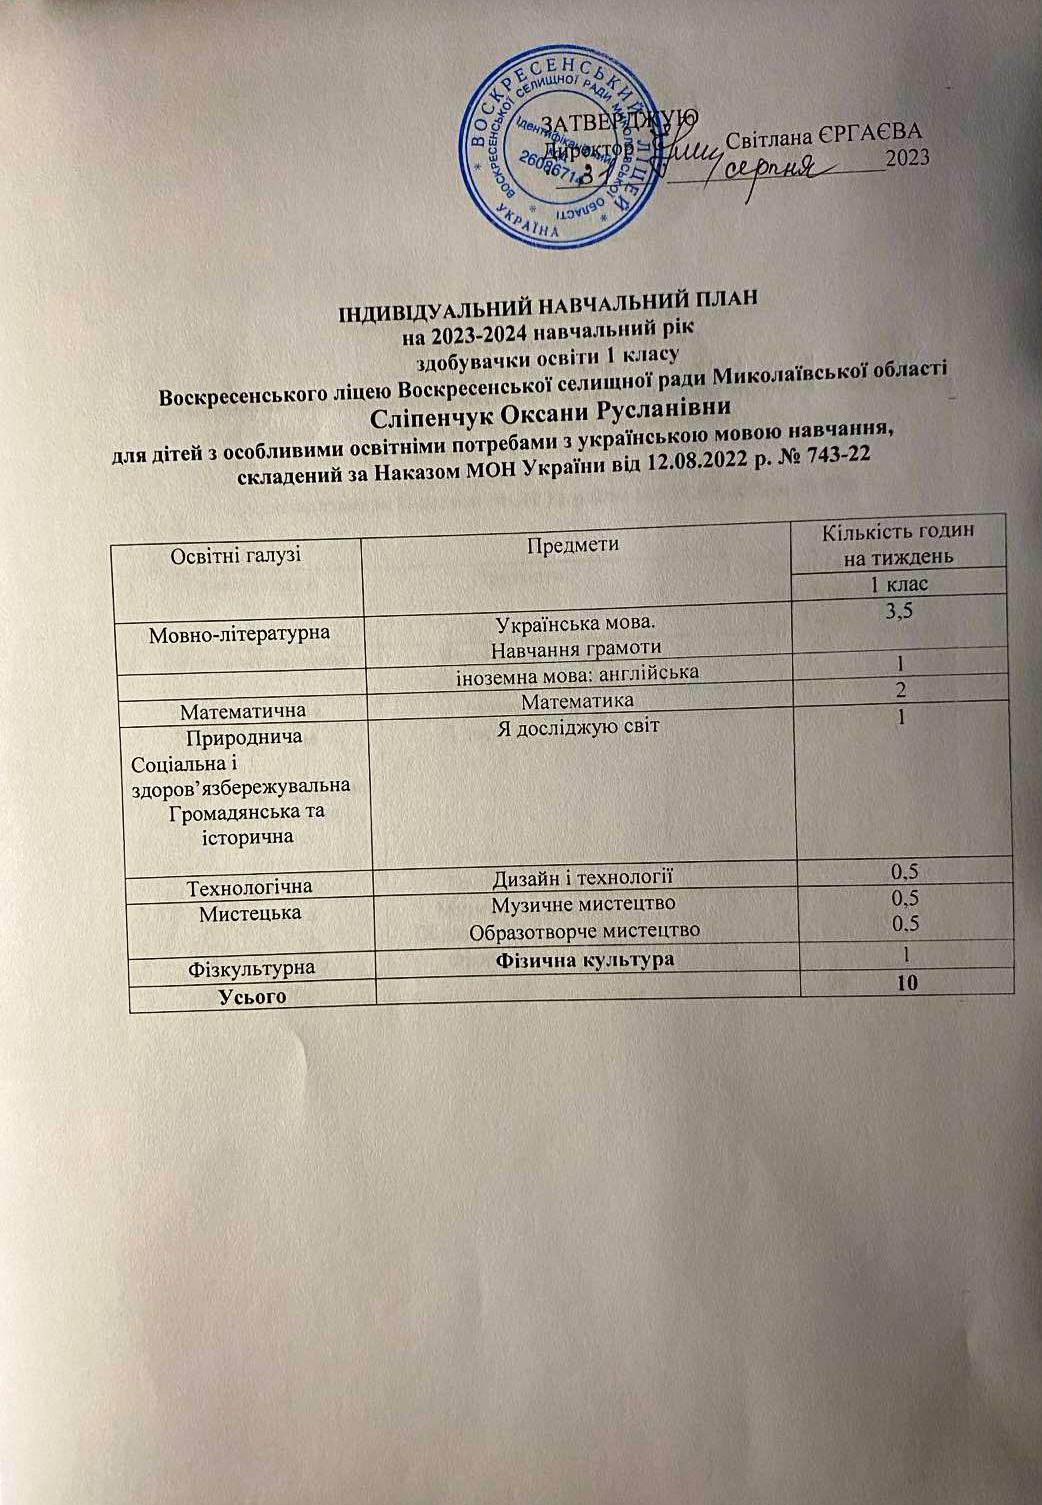 ВОСКРЕСЕНСЬКИЙ ЛІЦЕЙ
ВОСКРЕСЕНСЬКОЇ СЕЛИЩНОЇ РАДИ МИКОЛАЇВСЬКОЇ ОБЛАСТІ
Ідентифікаційний
26086714
УКРАЇНА
ЗАТВЕРДЖУЮ
Директор Світлана ЄРГАЄВА
31 серпня 2023
ІНДИВІДУАЛЬНИЙ НАВЧАЛЬНИЙ ПЛАН
на 2023-2024 навчальний рік
здобувачки освіти 1 класу
Воскресенського ліцею Воскресенської селищної ради Миколаївської області
Сліпенчук Оксани Русланівни
для дітей з особливими освітніми потребами з українською мовою навчання,
складений за Наказом МОН України від 12.08.2022 р. № 743-22
Освітні галузі Предмети Кількість годин
на тиждень
1 клас
Мовно-літературна Українська мова. 3,5
Навчання грамоти
іноземна мова: англійська 1
Математична Математика 2
Природнича Я досліджую світ 1
Соціальна і
здоров’язбережувальна
Громадянська та
історична
Технологічна Дизайн і технології 0,5
Мистецька Музичне мистецтво 0,5
Образотворче мистецтво 0,5
Фізкультурна Фізична культура 1
Усього 10